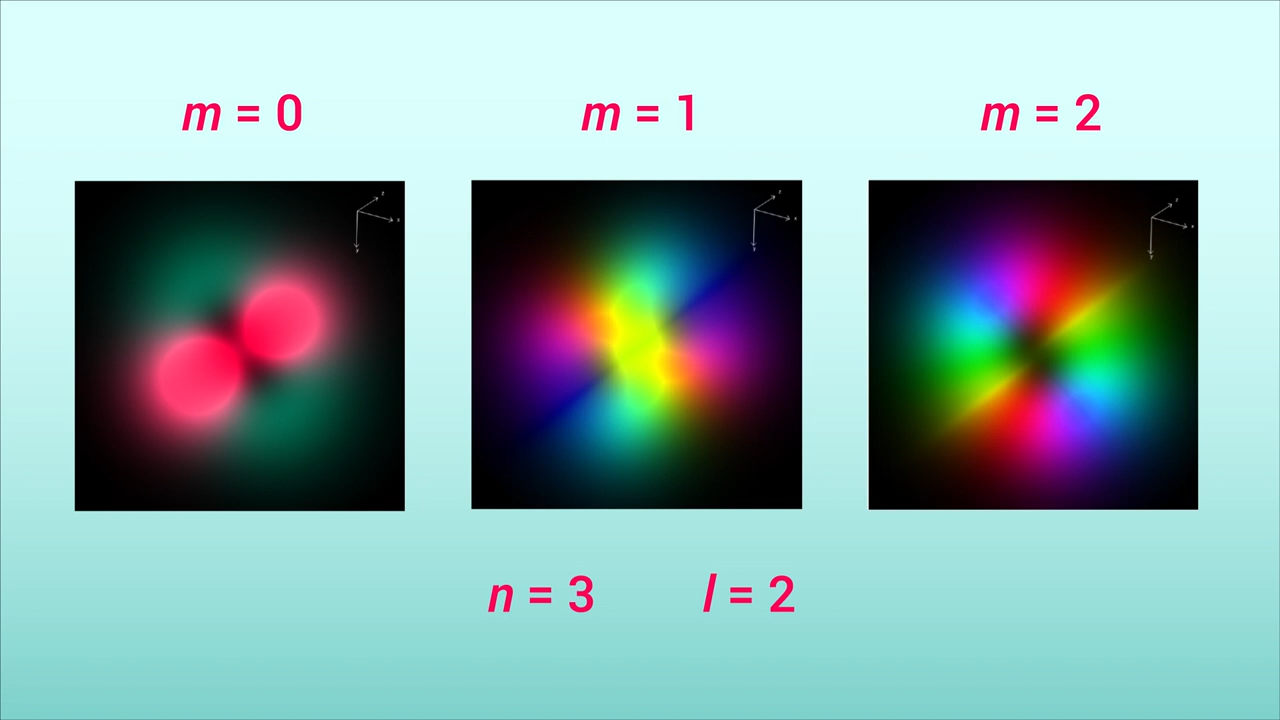 m = 0 m = 1 m = 2
z x y z x y z x y
n = 3 l = 2